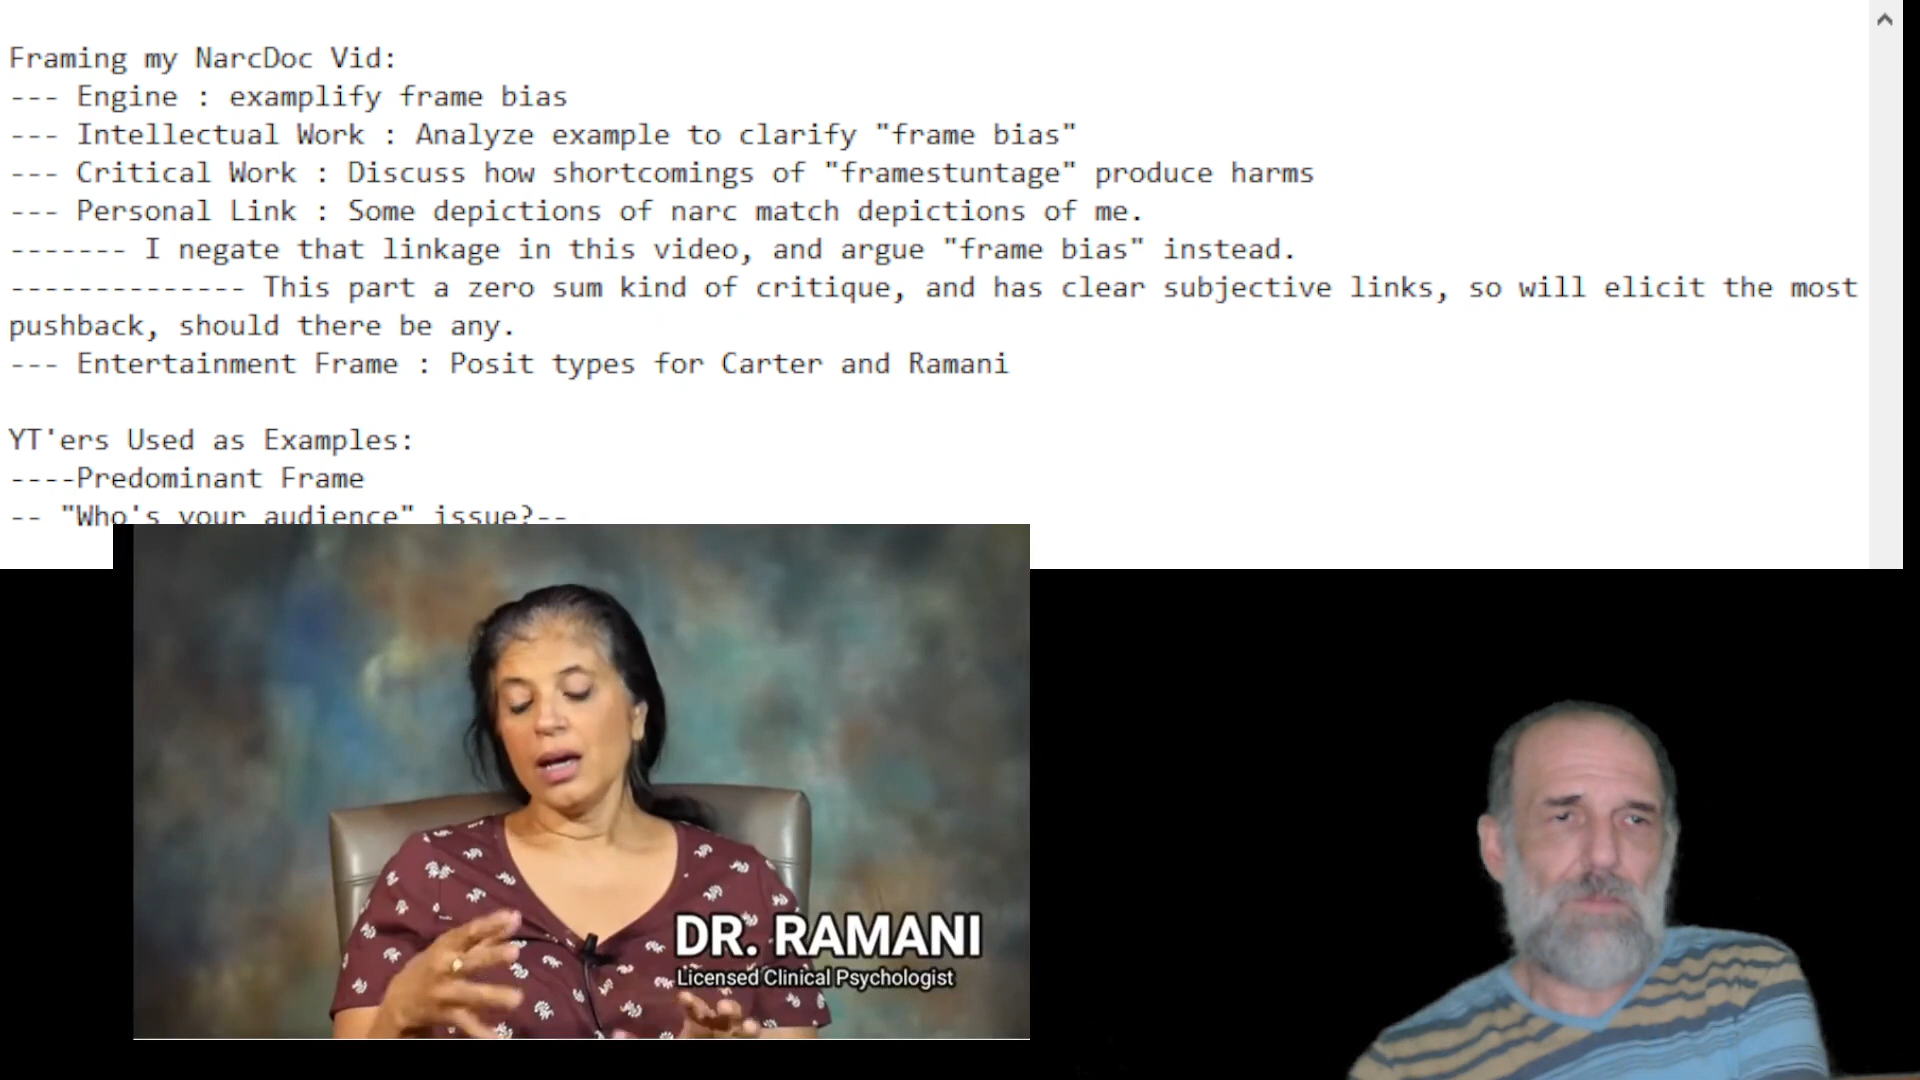 Framing my NarcDoc Vid:
--- Engine : examplify frame bias
--- Intellectual Work : Analyze example to clarify "frame bias"
--- Critical Work : Discuss how shortcomings of "framestuntage" produce harms
--- Personal Link : Some depictions of narc match depictions of me.
------- I negate that linkage in this video, and argue "frame bias" instead.
-------------- This part a zero sum kind of critique, and has clear subjective links, so will elicit the most
pushback, should there be any.
--- Entertainment Frame : Posit types for Carter and Ramani
YT'ers Used as Examples:
----Predominant Frame
-- "Who's your audience" issue?--
DR. RAMANI
Licensed Clinical Psychologist